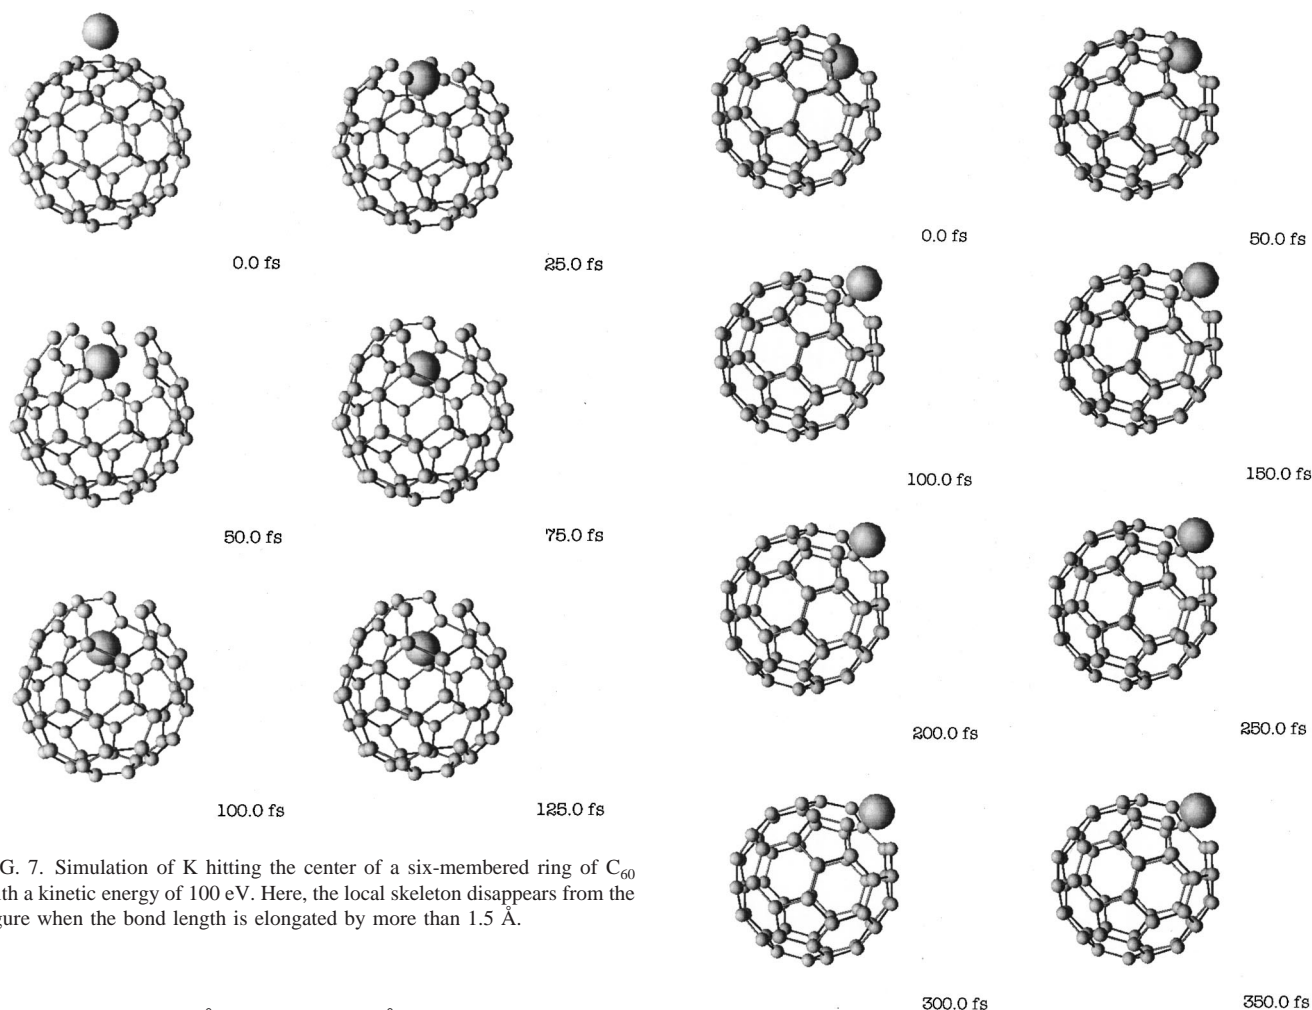 0.0 fs
25.0 fs
50.0 fs
75.0 fs
100.0 fs
125.0 fs
G. 7. Simulation of K hitting the center of a six-membered ring of C60
th a kinetic energy of 100 eV. Here, the local skeleton disappears from the
gure when the bond length is elongated by more than 1.5 Å.
0.0 fs
50.0 fs
100.0 fs
150.0 fs
200.0 fs
250.0 fs
300.0 fs
350.0 fs